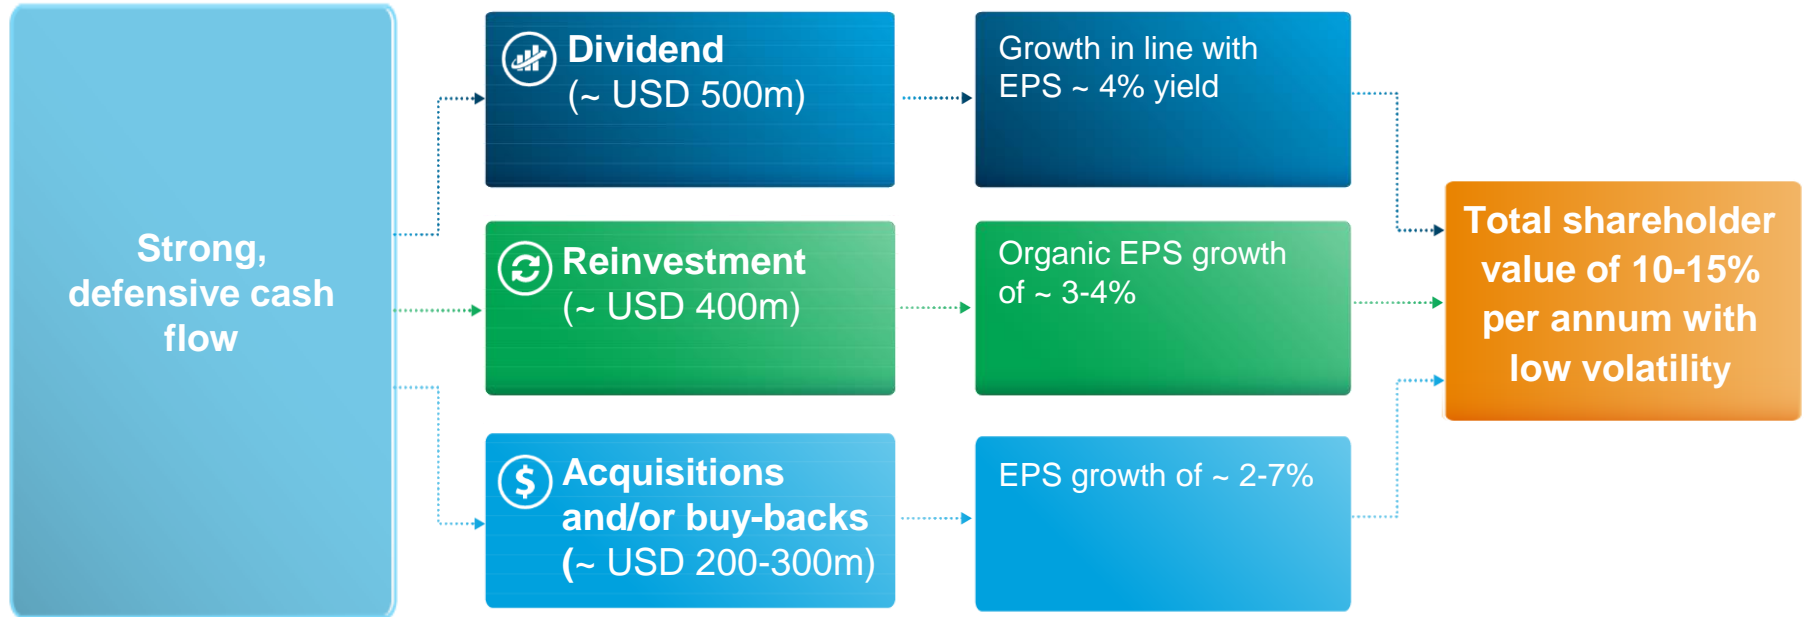 Strong,
defensive cash
flow
Dividend
(~ USD 500m)
Growth in line with
EPS ~ 4% yield
Reinvestment
(~ USD 400m)
Organic EPS growth
of ~ 3-4%
$
Acquisitions
and/or buy-backs
(~ USD 200-300m)
EPS growth of ~ 2-7%
Total shareholder
value of 10-15%
per annum with
low volatility